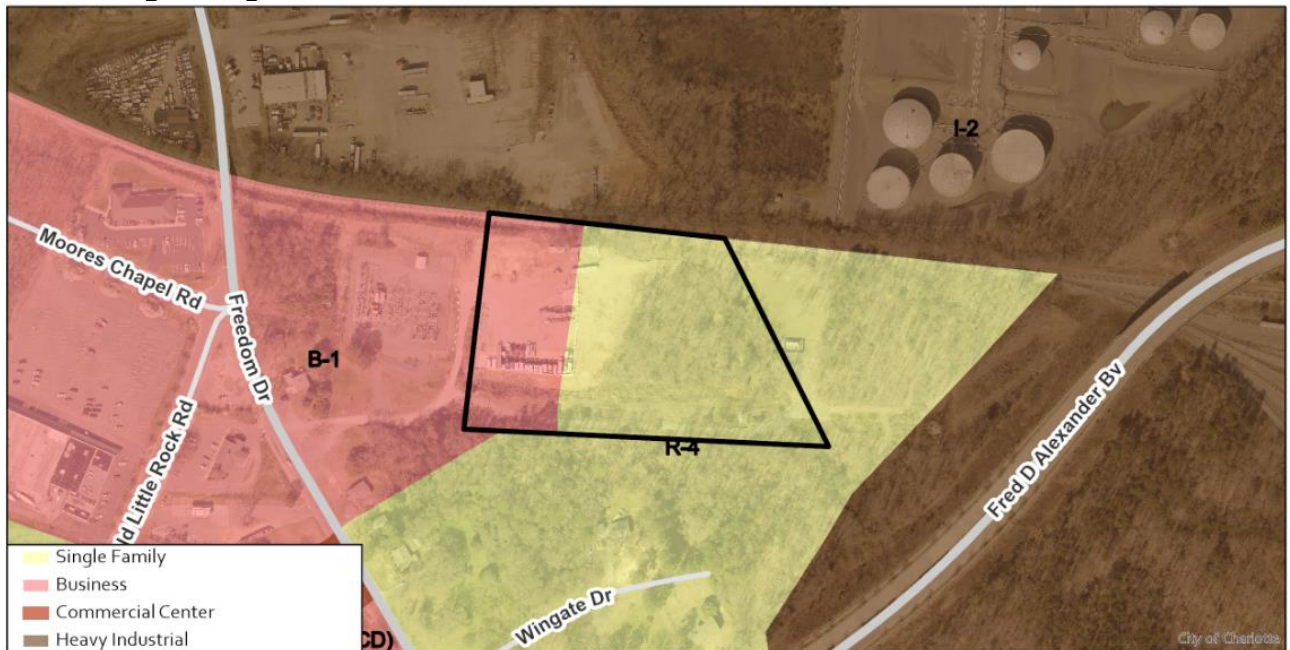 I-2
Moores Chapel Rd
Freedom Dr
B-1
R-4
ld Little Rock Rd
Fred D Alexander Bv
Wingate Dr
Single Family
Business
Commercial Center
Heavy Industrial
CD)
City of Charlotte